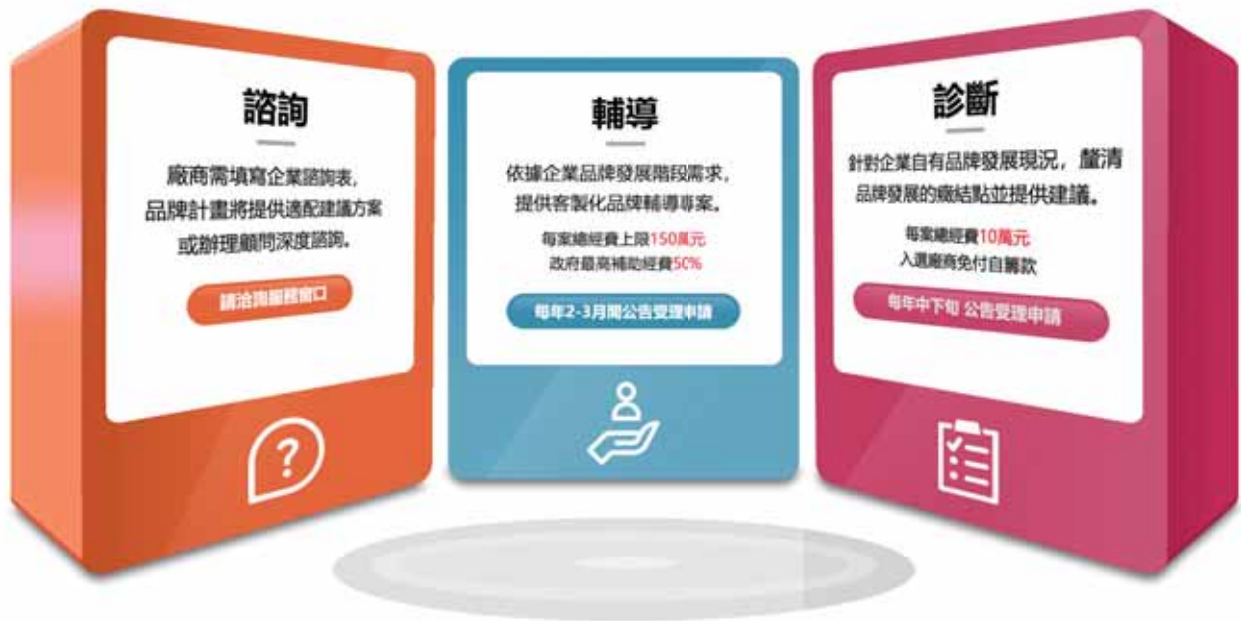 諮詢
廠商需填寫企業諮詢表,
品牌計畫將提供適配建議方案
或辦理顧問深度諮詢。
請洽詢服務窗口
輔導
依據企業品牌發展階段需求,
提供客製化品牌輔導專案。
每案總經費上限150萬元
政府最高補助經費50%
每年2-3月間公告受理申請
診斷
針對企業自有品牌發展現況，釐清
品牌發展的癥結點並提供建議。
每案總經費10萬元
入選廠商免付自籌款
每年中下旬 公告受理申請